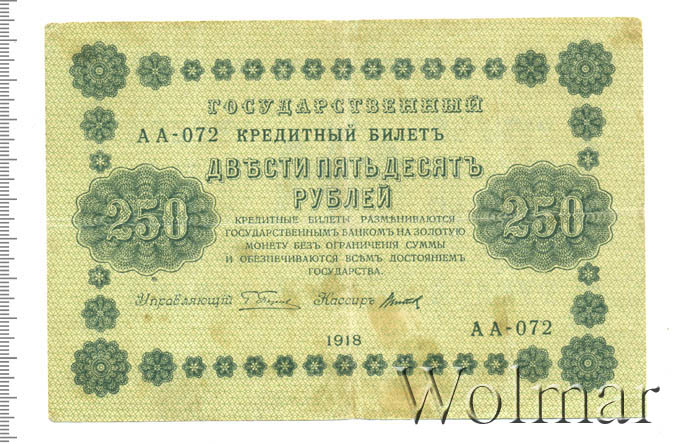 ГОСУДАРСТВЕННЫЙ
АА-072 КРЕДИТНЫЙ БИЛЕТЪ
ДВѢСТИ ПЯТЬДЕСЯТЪ
РУБЛЕЙ
250 250
КРЕДИТНЫЕ БИЛЕТЫ РАЗМѢНИВАЮТСЯ
ГОСУДАРСТВЕННЫМЪ БАНКОМЪ НА ЗОЛОТУЮ
МОНЕТУ БЕЗЪ ОГРАНИЧЕНІЯ СУММЫ
И ОБЕЗПЕЧИВАЮТСЯ ВСѢМЪ ДОСТОЯНІЕМЪ
ГОСУДАРСТВА.
Управляющій Кассиръ
1918
АА-072
Wolmar